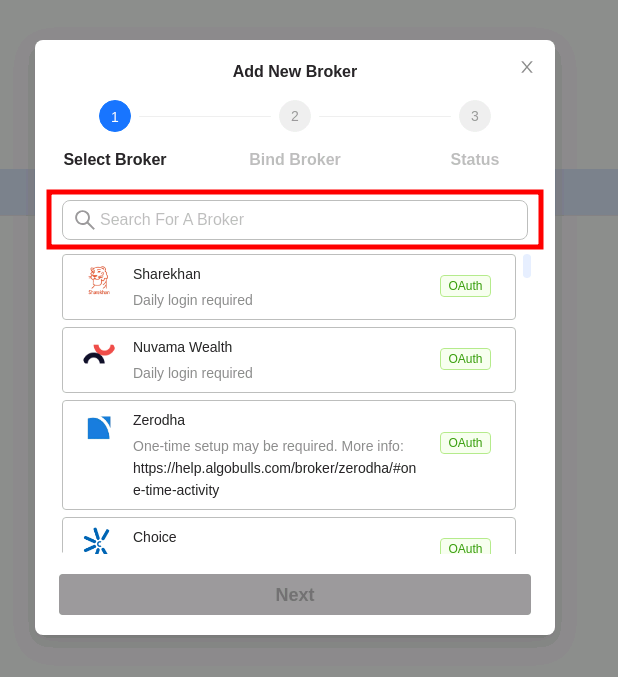 Add New Broker
1
2
3
Select Broker
Bind Broker
Status
Search For A Broker
Sharekhan
Sharekhan
Daily login required
OAuth
Nuvama Wealth
Daily login required
OAuth
Zerodha
One-time setup may be required. More info:
https://help.algobulls.com/broker/zerodha/#on
e-time-activity
OAuth
Choice
OAuth
Next